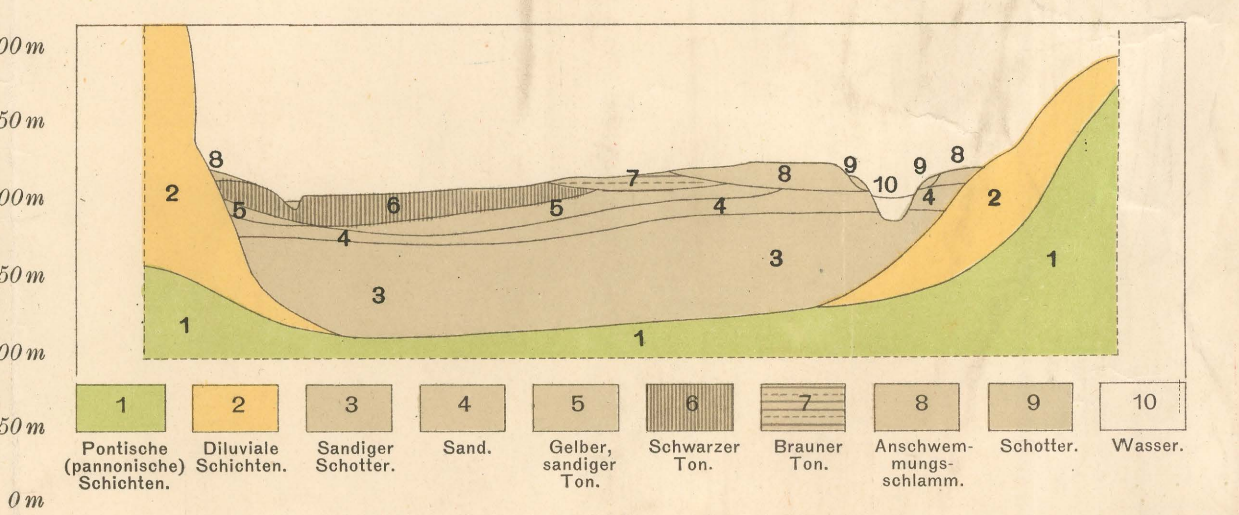 00 m
50 m
00 m
50 m
00 m
50 m
0 m
8
2
5
6
4
3
1
5
7
4
8
3
1
9
10
9
8
4
2
1
1 2 3 4 5 6 7 8 9 10
Pontische
(pannonische)
Schichten.
Diluviale
Schichten.
Sandiger
Schotter.
Sand.
Gelber,
sandiger
Ton.
Schwarzer
Ton.
Brauner
Ton.
Anschwem-
mungs-
schlamm.
Schotter.
Wasser.